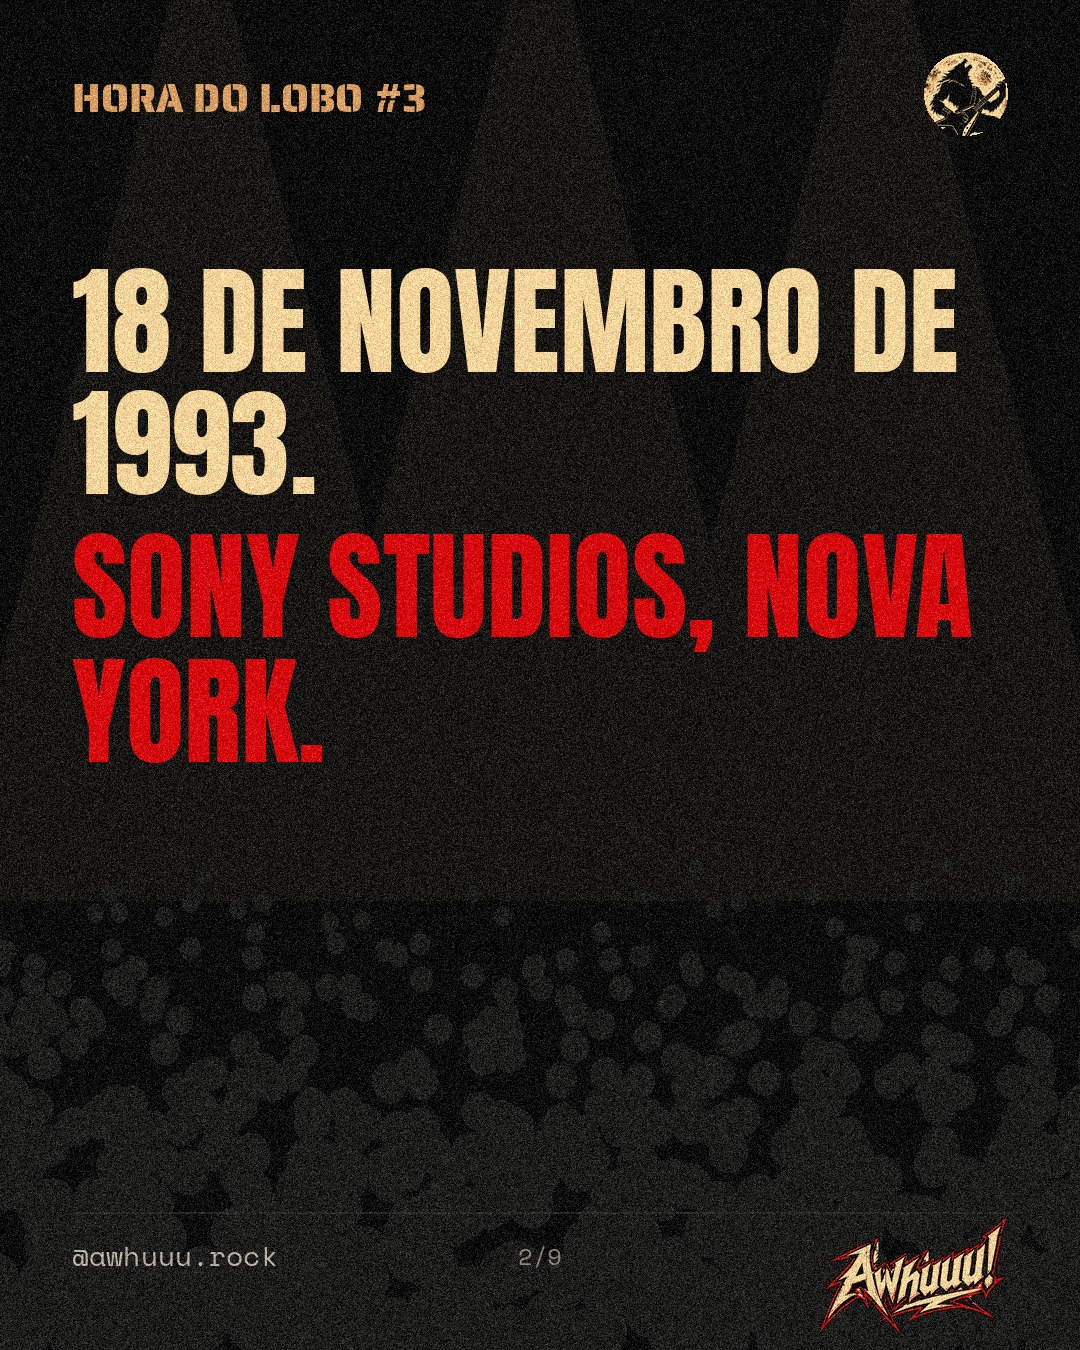 HORA DO LOBO #3
18 DE NOVEMBRO DE
1993.
SONY STUDIOS, NOVA
YORK.
@awhuuu.rock
2/9
Awhuuu!